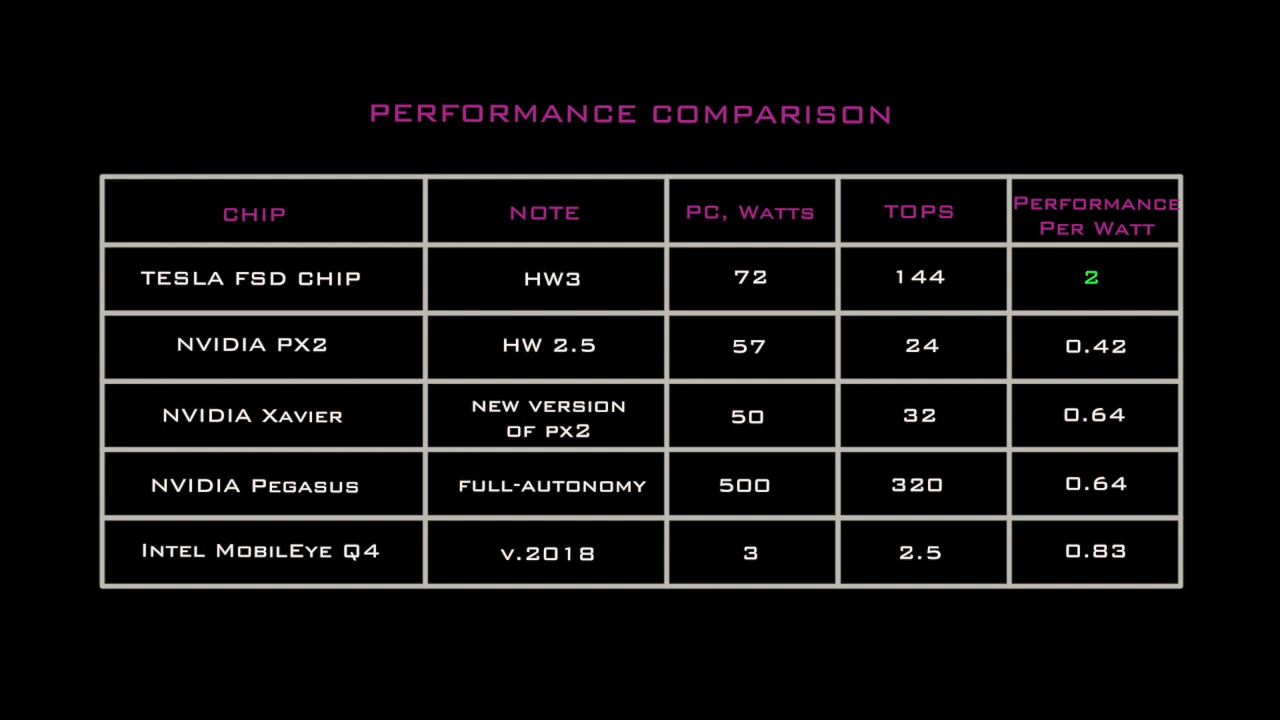 PERFORMANCE COMPARISON
CHIP NOTE PC, WATTS TOPS PERFORMANCE PER WATT
TESLA FSD CHIP HW3 72 144 2
NVIDIA PX2 HW 2.5 57 24 0.42
NVIDIA XAVIER NEW VERSION OF PX2 50 32 0.64
NVIDIA PEGASUS FULL-AUTONOMY 500 320 0.64
INTEL MOBILEYE Q4 V.2018 3 2.5 0.83